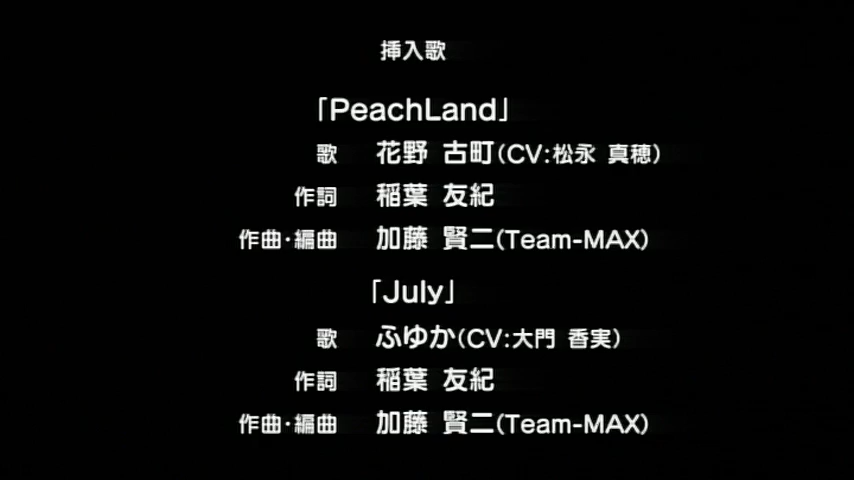 挿入歌
「PeachLand」
歌 花野 古町(CV:松永 真穂)
作詞 稲葉 友紀
作曲･編曲 加藤 賢二(Team-MAX)
「July」
歌 ふゆか(CV:大門 香実)
作詞 稲葉 友紀
作曲･編曲 加藤 賢二(Team-MAX)